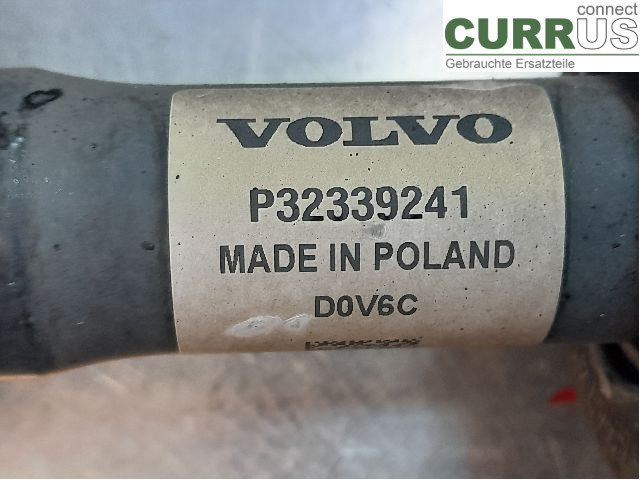 connect
CURRUS
Gebrauchte Ersatzteile
VOLVO
P32339241
MADE IN POLAND
D0V6C